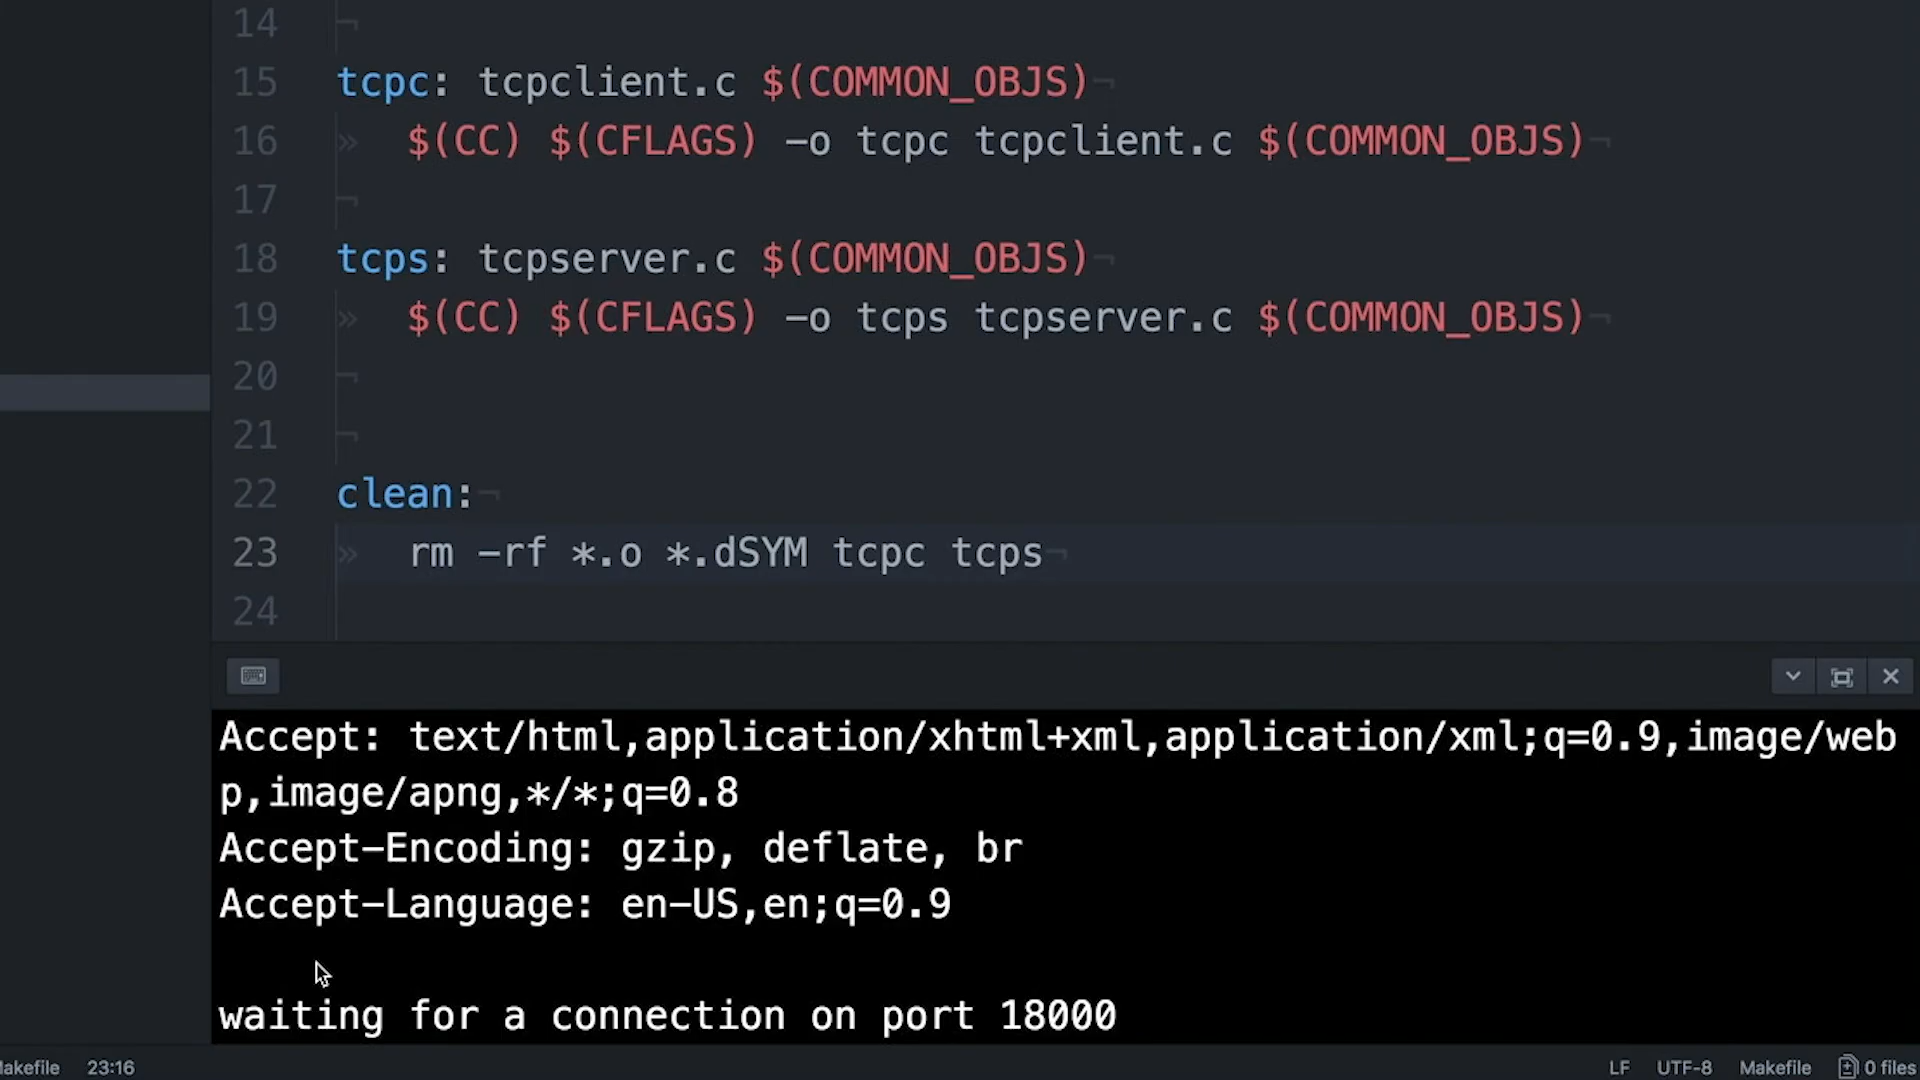 14 ¬
15 tcpc: tcpclient.c $(COMMON_OBJS)¬
16 » $(CC) $(CFLAGS) -o tcpc tcpclient.c $(COMMON_OBJS)¬
17 ¬
18 tcps: tcpserver.c $(COMMON_OBJS)¬
19 » $(CC) $(CFLAGS) -o tcps tcpserver.c $(COMMON_OBJS)¬
20 ¬
21 ¬
22 clean:¬
23 » rm -rf *.o *.dSYM tcpc tcps¬
24
Accept: text/html,application/xhtml+xml,application/xml;q=0.9,image/web
p,image/apng,*/*;q=0.8
Accept-Encoding: gzip, deflate, br
Accept-Language: en-US,en;q=0.9
waiting for a connection on port 18000
akefile 23:16 LF UTF-8 Makefile 0 files